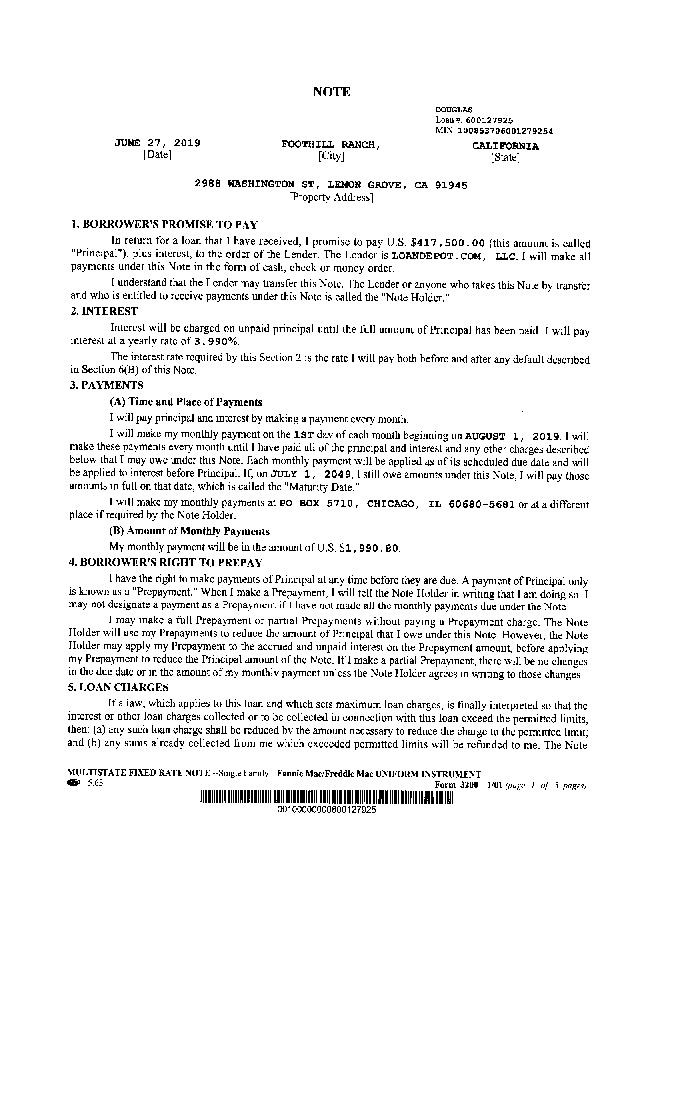 NOTE
DOUGLAS
Loan #: 600127925
MIN: 100853706001279254
JUNE 27, 2019 FOOTHILL RANCH, CALIFORNIA
[Date] [City] [State]
2988 WASHINGTON ST, LEMON GROVE, CA 91945
[Property Address]
1. BORROWER'S PROMISE TO PAY
In return for a loan that I have received, I promise to pay U.S. $417,500.00 (this amount is called
"Principal"), plus interest, to the order of the Lender. The Lender is LOANDEPOT.COM, LLC. I will make all
payments under this Note in the form of cash, check or money order.
I understand that the Lender may transfer this Note. The Lender or anyone who takes this Note by transfer
and who is entitled to receive payments under this Note is called the "Note Holder."
2. INTEREST
Interest will be charged on unpaid principal until the full amount of Principal has been paid. I will pay
interest at a yearly rate of 3.990%.
The interest rate required by this Section 2 is the rate I will pay both before and after any default described
in Section 6(B) of this Note.
3. PAYMENTS
(A) Time and Place of Payments
I will pay principal and interest by making a payment every month.
I will make my monthly payment on the 1ST day of each month beginning on AUGUST 1, 2019. I will
make these payments every month until I have paid all of the principal and interest and any other charges described
below that I may owe under this Note. Each monthly payment will be applied as of its scheduled due date and will
be applied to interest before Principal. If, on JULY 1, 2049, I still owe amounts under this Note, I will pay those
amounts in full on that date, which is called the "Maturity Date."
I will make my monthly payments at PO BOX 5710, CHICAGO, IL 60680-5681 or at a different
place if required by the Note Holder.
(B) Amount of Monthly Payments
My monthly payment will be in the amount of U.S. $1,990.80.
4. BORROWER'S RIGHT TO PREPAY
I have the right to make payments of Principal at any time before they are due. A payment of Principal only
is known as a "Prepayment." When I make a Prepayment, I will tell the Note Holder in writing that I am doing so. I
may not designate a payment as a Prepayment if I have not made all the monthly payments due under the Note.
I may make a full Prepayment or partial Prepayments without paying a Prepayment charge. The Note
Holder will use my Prepayments to reduce the amount of Principal that I owe under this Note. However, the Note
Holder may apply my Prepayment to the accrued and unpaid interest on the Prepayment amount, before applying
my Prepayment to reduce the Principal amount of the Note. If I make a partial Prepayment, there will be no changes
in the due date or in the amount of my monthly payment unless the Note Holder agrees in writing to those changes.
5. LOAN CHARGES
If a law, which applies to this loan and which sets maximum loan charges, is finally interpreted so that the
interest or other loan charges collected or to be collected in connection with this loan exceed the permitted limits,
then: (a) any such loan charge shall be reduced by the amount necessary to reduce the charge to the permitted limit;
and (b) any sums already collected from me which exceeded permitted limits will be refunded to me. The Note
MULTISTATE FIXED RATE NOTE --Single Family-- Fannie Mae/Freddie Mac UNIFORM INSTRUMENT
Form 3200 1/01 (page 1 of 3 pages)
0010000000600127925